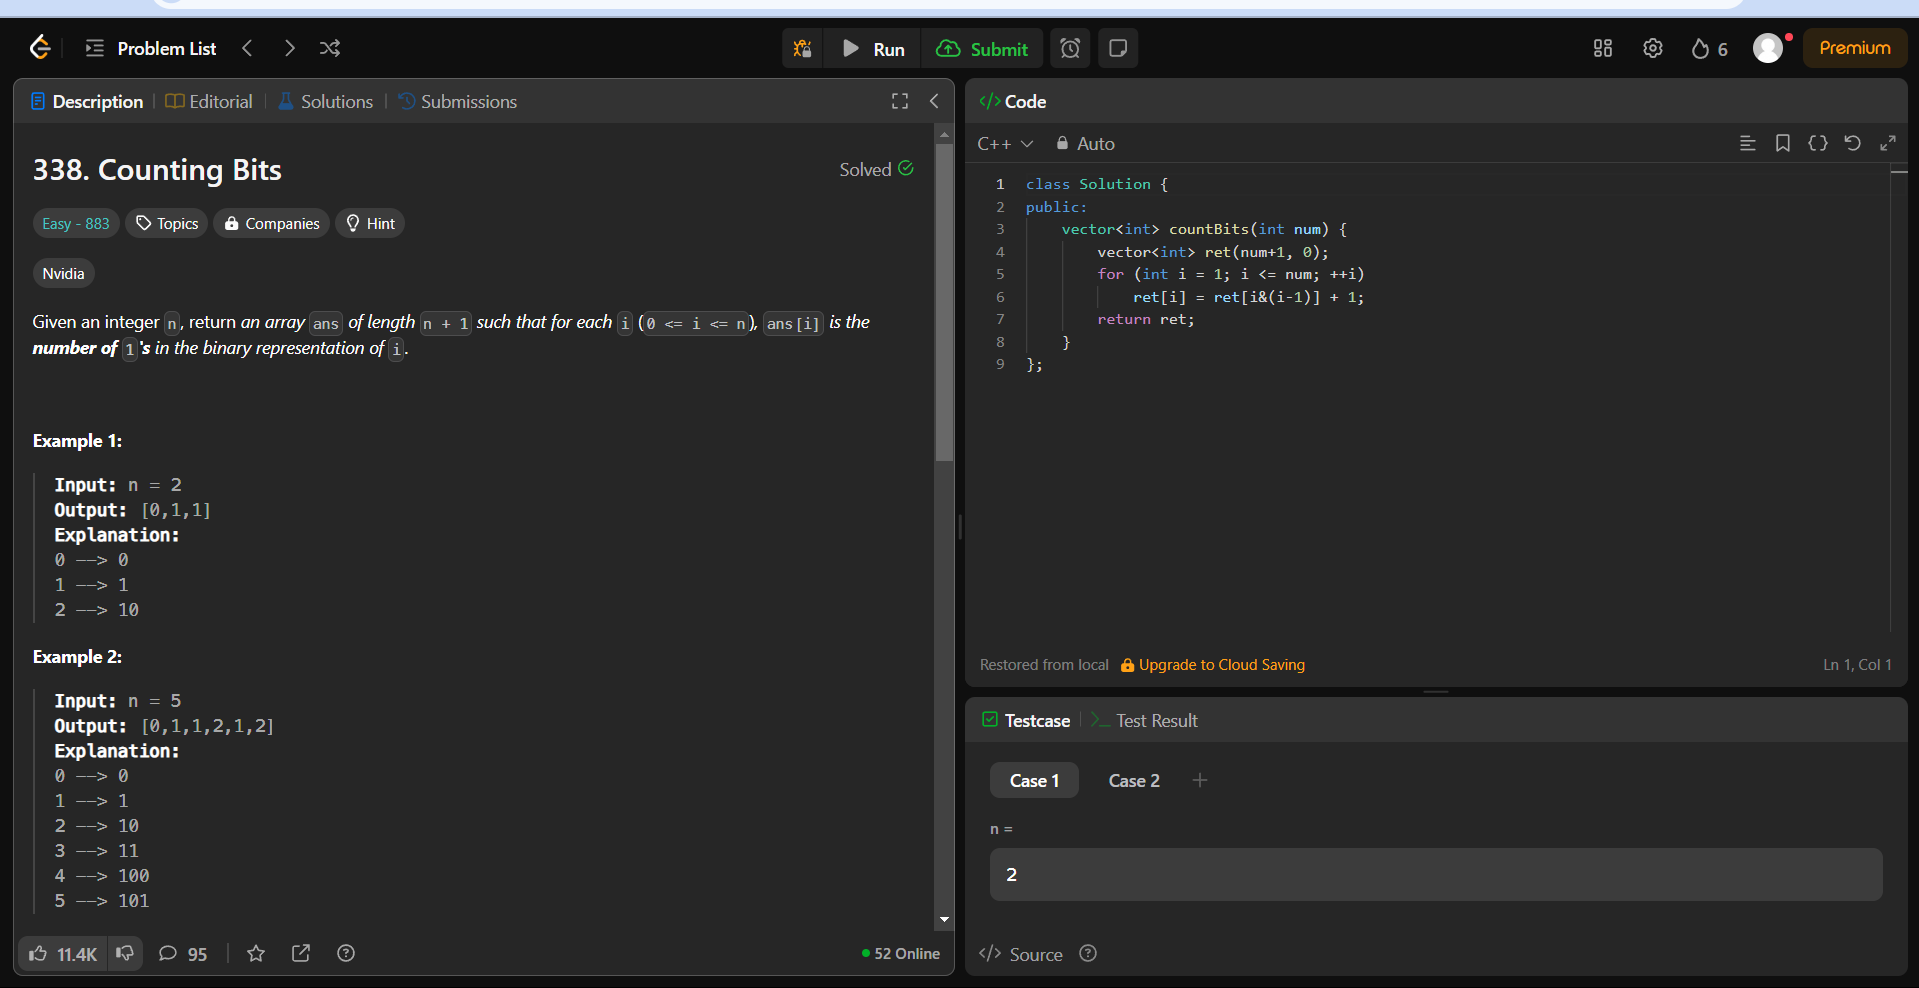 Problem List
Run
Submit
6
Premium
Description
Editorial
Solutions
Submissions
338. Counting Bits
Solved
Easy - 883
Topics
Companies
Hint
Nvidia
Given an integer n, return an array ans of length n + 1 such that for each i (0 <= i <= n), ans[i] is the
number of 1's in the binary representation of i.
Example 1:
Input: n = 2
Output: [0,1,1]
Explanation:
0 --> 0
1 --> 1
2 --> 10
Example 2:
Input: n = 5
Output: [0,1,1,2,1,2]
Explanation:
0 --> 0
1 --> 1
2 --> 10
3 --> 11
4 --> 100
5 --> 101
11.4K
95
52 Online
</> Code
C++
Auto
1 class Solution {
2 public:
3 vector<int> countBits(int num) {
4 vector<int> ret(num+1, 0);
5 for (int i = 1; i <= num; ++i)
6 ret[i] = ret[i&(i-1)] + 1;
7 return ret;
8 }
9 };
Restored from local
Upgrade to Cloud Saving
Ln 1, Col 1
Testcase
Test Result
Case 1
Case 2
n =
2
</> Source